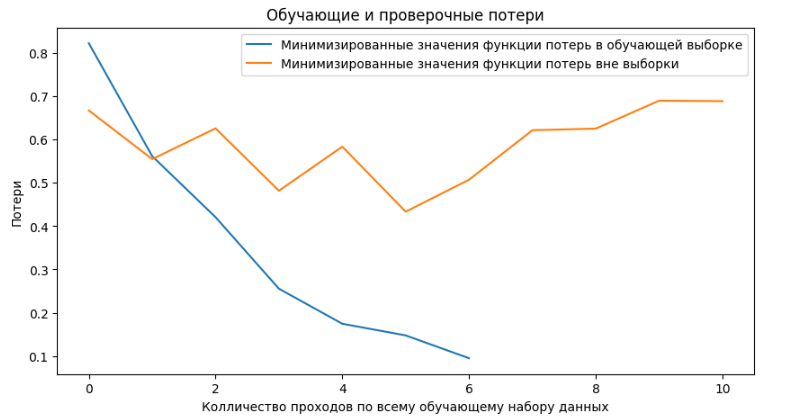 Обучающие и проверочные потери
Минимизированные значения функции потерь в обучающей выборке
Минимизированные значения функции потерь вне выборки
Потери
0.8
0.7
0.6
0.5
0.4
0.3
0.2
0.1
0 2 4 6 8 10
Колличество проходов по всему обучающему набору данных